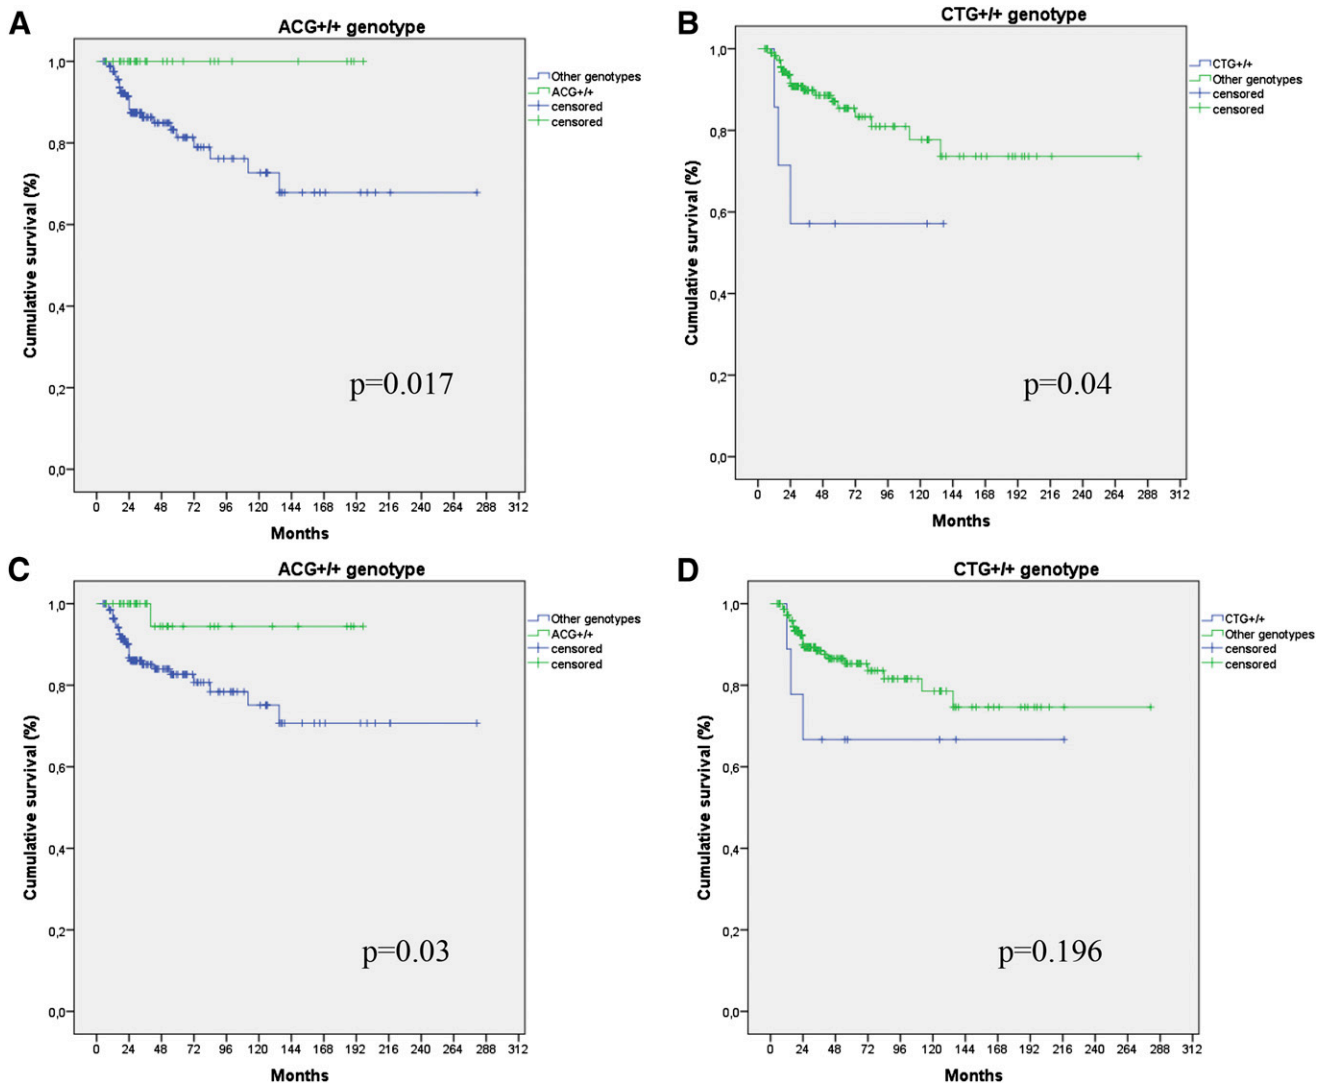 A
ACG+/+ genotype
Cumulative survival (%)
1,0
0,8
0,6
0,4
0,2
0,0
0 24 48 72 96 120 144 168 192 216 240 264 288 312
Months
p=0.017
Other genotypes
ACG+/+
censored
censored
B
CTG+/+ genotype
Cumulative survival (%)
1,0
0,8
0,6
0,4
0,2
0,0
0 24 48 72 96 120 144 168 192 216 240 264 288 312
Months
p=0.04
CTG+/+
Other genotypes
censored
censored
C
ACG+/+ genotype
Cumulative survival (%)
1,0
0,8
0,6
0,4
0,2
0,0
0 24 48 72 96 120 144 168 192 216 240 264 288 312
Months
p=0.03
Other genotypes
ACG+/+
censored
censored
D
CTG+/+ genotype
Cumulative survival (%)
1,0
0,8
0,6
0,4
0,2
0,0
0 24 48 72 96 120 144 168 192 216 240 264 288 312
Months
p=0.196
CTG+/+
Other genotypes
censored
censored